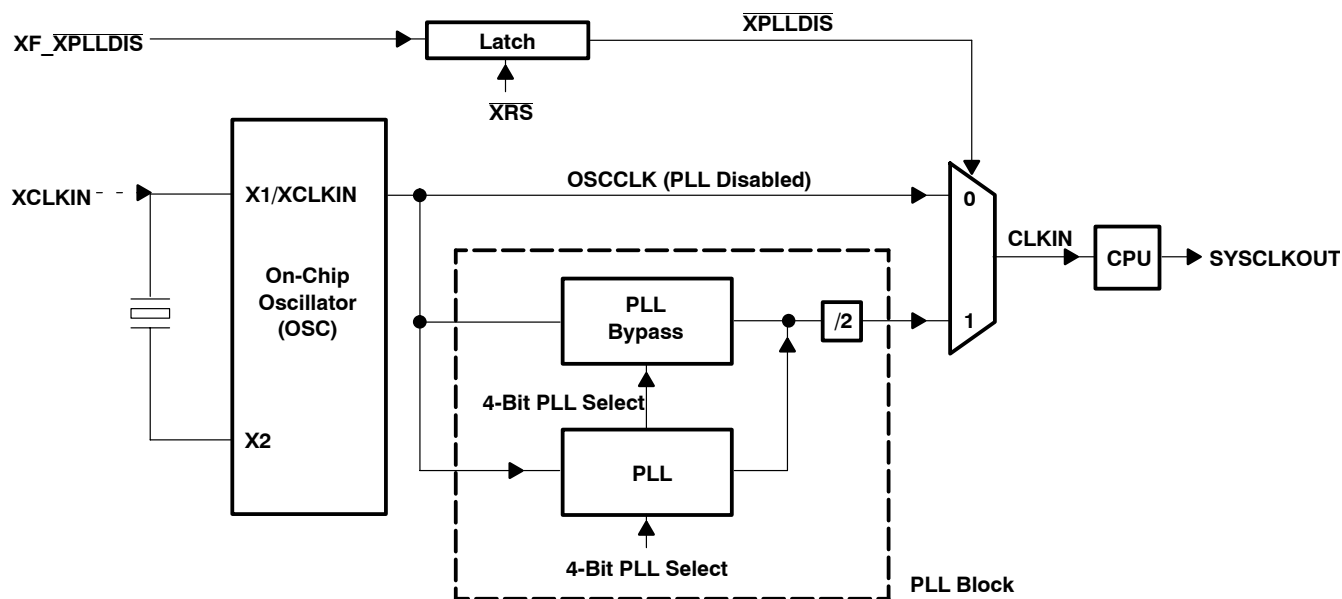 XPLLDIS
XF_XPLLDIS
Latch
XRS
XCLKIN
X1/XCLKIN
OSCCLK (PLL Disabled)
0
CLKIN
CPU
SYSCLKOUT
On-Chip
Oscillator
(OSC)
PLL
Bypass
/2
1
4-Bit PLL Select
X2
PLL
4-Bit PLL Select
PLL Block